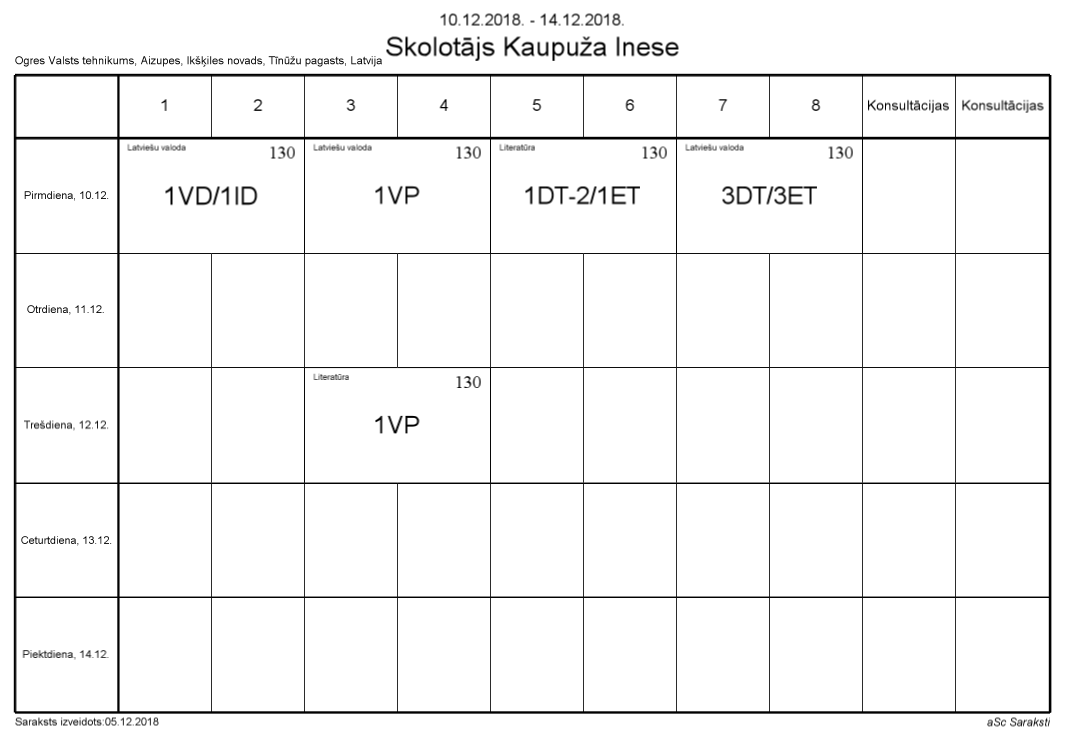 10.12.2018. - 14.12.2018.
Skolotājs Kaupuža Inese
Ogres Valsts tehnikums, Aizupes, Ikšķiles novads, Tīnūžu pagasts, Latvija
1 2 3 4 5 6 7 8 Konsultācijas Konsultācijas
Latviešu valoda 130 Latviešu valoda 130 Literatūra 130 Latviešu valoda 130
Pirmdiena, 10.12. 1VD/1ID 1VP 1DT-2/1ET 3DT/3ET
Otrdiena, 11.12.
Literatūra 130
Trešdiena, 12.12. 1VP
Ceturtdiena, 13.12.
Piektdiena, 14.12.
Saraksts izveidots:05.12.2018 aSc Saraksti